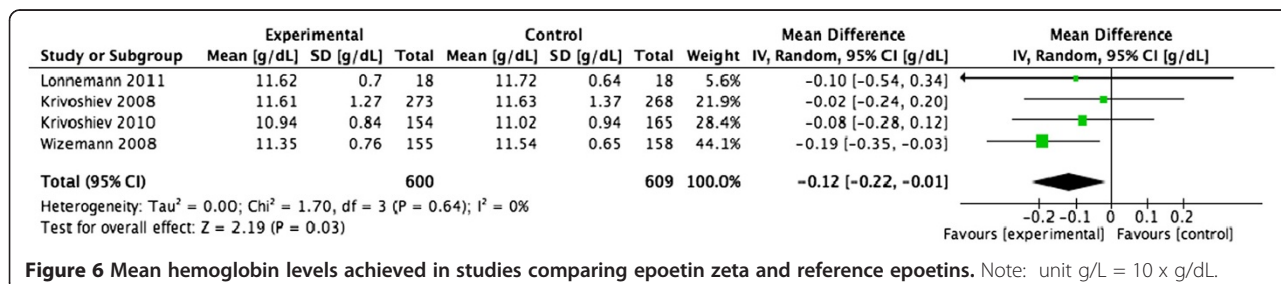 Experimental Control Mean Difference Mean Difference
Study or Subgroup Mean [g/dL] SD [g/dL] Total Mean [g/dL] SD [g/dL] Total Weight IV, Random, 95% CI [g/dL] IV, Random, 95% CI [g/dL]
Lonnemann 2011 11.62 0.7 18 11.72 0.64 18 5.6% -0.10 [-0.54, 0.34]
Krivoshiev 2008 11.61 1.27 273 11.63 1.37 268 21.9% -0.02 [-0.24, 0.20]
Krivoshiev 2010 10.94 0.84 154 11.02 0.94 165 28.4% -0.08 [-0.28, 0.12]
Wizemann 2008 11.35 0.76 155 11.54 0.65 158 44.1% -0.19 [-0.35, -0.03]
Total (95% CI) 600 609 100.0% -0.12 [-0.22, -0.01]
Heterogeneity: Tau² = 0.00; Chi² = 1.70, df = 3 (P = 0.64); I² = 0%
Test for overall effect: Z = 2.19 (P = 0.03)
-0.2 -0.1 0 0.1 0.2
Favours [experimental] Favours [control]
Figure 6 Mean hemoglobin levels achieved in studies comparing epoetin zeta and reference epoetins. Note: unit g/L = 10 x g/dL.